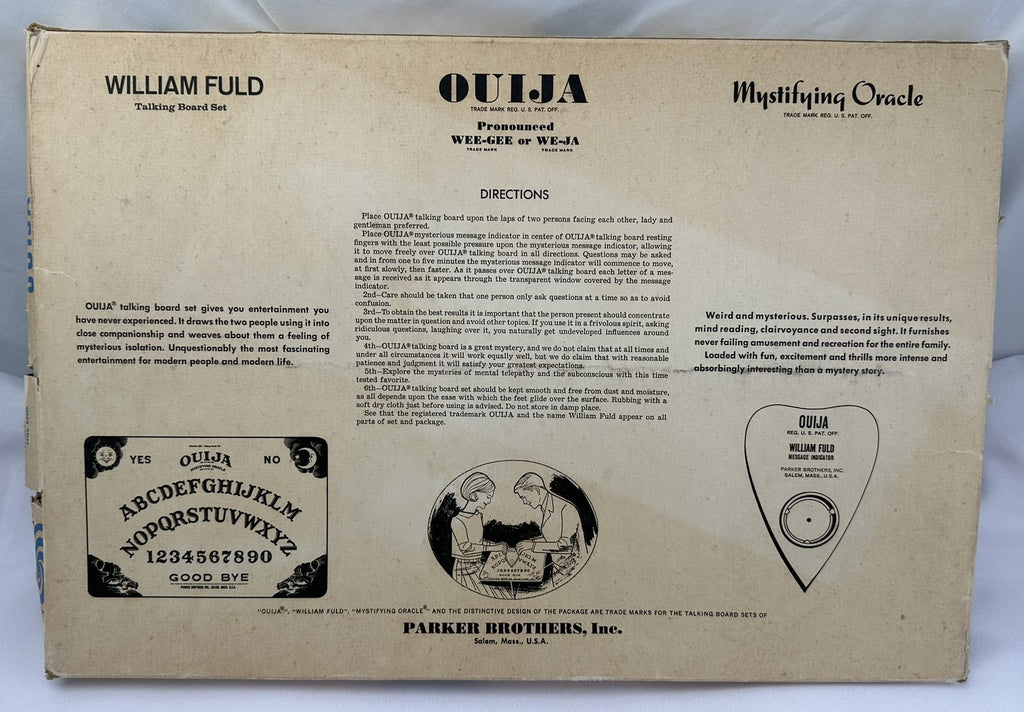 WILLIAM FULD
Talking Board Set
OUIJA
TRADE MARK REG. U. S. PAT. OFF.
Pronounced
WEE-GEE or WE-JA
TRADE MARK TRADE MARK
Mystifying Oracle
TRADE MARK REG. U. S. PAT. OFF.
DIRECTIONS
Place OUIJA® talking board upon the laps of two persons facing each other, lady and
gentleman preferred.
Place OUIJA® mysterious message indicator in center of OUIJA® talking board resting
fingers with the least possible pressure upon the mysterious message indicator, allowing
it to move freely over OUIJA® talking board in all directions. Questions may be asked
and in from one to five minutes the mysterious message indicator will commence to move,
at first slowly, then faster. As it passes over OUIJA® talking board each letter of a mes-
sage is received as it appears through the transparent window covered by the message
indicator.
2nd—Care should be taken that one person only ask questions at a time so as to avoid
confusion.
3rd—To obtain the best results it is important that the person present should concentrate
upon the matter in question and avoid other topics. If you use it in a frivolous spirit, asking
ridiculous questions, laughing over it, you naturally get undeveloped influences around
you.
4th—OUIJA® talking board is a great mystery, and we do not claim that at all times and
under all circumstances it will work equally well, but we do claim that with reasonable
patience and judgment it will satisfy your greatest expectations.
5th—Explore the mysteries of mental telepathy and the subconscious with this time
tested favorite.
6th—OUIJA® talking board set should be kept smooth and free from dust and moisture,
as all depends upon the ease with which the feet glide over the surface. Rubbing with a
soft dry cloth just before using is advised. Do not store in damp place.
See that the registered trademark OUIJA and the name William Fuld appear on all
parts of set and package.
OUIJA® talking board set gives you entertainment you
have never experienced. It draws the two people using it into
close companionship and weaves about them a feeling of
mysterious isolation. Unquestionably the most fascinating
entertainment for modern people and modern life.
Weird and mysterious. Surpasses, in its unique results,
mind reading, clairvoyance and second sight. It furnishes
never failing amusement and recreation for the entire family.
Loaded with fun, excitement and thrills more intense and
absorbingly interesting than a mystery story.
YES OUIJA NO
ABCDEFGHIJKLM
NOPQRSTUVWXYZ
1234567890
GOOD BYE
1234567890
GOOD BYE
OUIJA
REG. U. S. PAT. OFF.
WILLIAM FULD
MESSAGE INDICATOR
PARKER BROTHERS, INC.
SALEM, MASS., U.S.A.
"OUIJA®", "WILLIAM FULD", "MYSTIFYING ORACLE®" AND THE DISTINCTIVE DESIGN OF THE PACKAGE ARE TRADE MARKS FOR THE TALKING BOARD SETS OF
PARKER BROTHERS, Inc.
Salem, Mass., U.S.A.